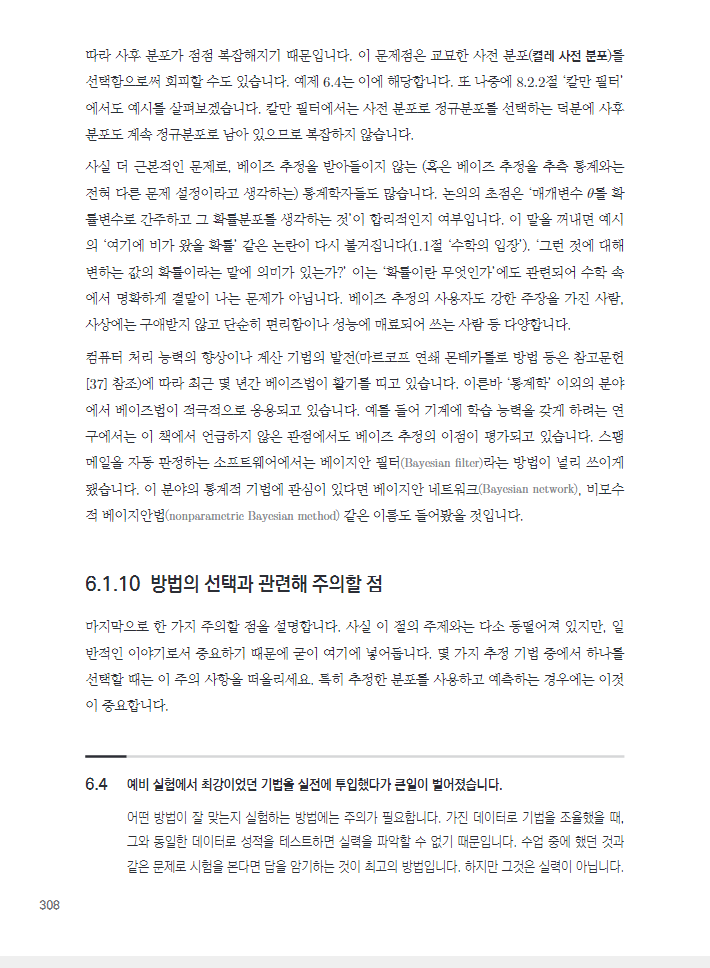 따라 사후 분포가 점점 복잡해지기 때문입니다. 이 문제점은 교묘한 사전 분포(켤레 사전 분포)를
선택함으로써 회피할 수도 있습니다. 예제 6.4는 이에 해당합니다. 또 나중에 8.2.2절 ‘칼만 필터’
에서도 예시를 살펴보겠습니다. 칼만 필터에서는 사전 분포로 정규분포를 선택하는 덕분에 사후
분포도 계속 정규분포로 남아 있으므로 복잡하지 않습니다.
사실 더 근본적인 문제로, 베이즈 추정을 받아들이지 않는 (혹은 베이즈 추정을 추측 통계와는
전혀 다른 문제 설정이라고 생각하는) 통계학자들도 많습니다. 논의의 초점은 ‘매개변수 θ를 확
률변수로 간주하고 그 확률분포를 생각하는 것’이 합리적인지 여부입니다. 이 말을 꺼내면 예시
의 ‘여기에 비가 왔을 확률’ 같은 논란이 다시 불거집니다(1.1절 ‘수학의 입장’). ‘그런 것에 대해
변하는 값의 확률이라는 말에 의미가 있는가?’ 이는 ‘확률이란 무엇인가’에도 관련되어 수학 속
에서 명확하게 결말이 나는 문제가 아닙니다. 베이즈 추정의 사용자도 강한 주장을 가진 사람,
사상에는 구애받지 않고 단순히 편리함이나 성능에 매료되어 쓰는 사람 등 다양합니다.
컴퓨터 처리 능력의 향상이나 계산 기법의 발전(마르코프 연쇄 몬테카를로 방법 등은 참고문헌
[37] 참조)에 따라 최근 몇 년간 베이즈법이 활기를 띠고 있습니다. 이른바 ‘통계학’ 이외의 분야
에서 베이즈법이 적극적으로 응용되고 있습니다. 예를 들어 기계에 학습 능력을 갖게 하려는 연
구에서는 이 책에서 언급하지 않은 관점에서도 베이즈 추정의 이점이 평가되고 있습니다. 스팸
메일을 자동 판정하는 소프트웨어에서는 베이지안 필터(Bayesian filter)라는 방법이 널리 쓰이게
됐습니다. 이 분야의 통계적 기법에 관심이 있다면 베이지안 네트워크(Bayesian network), 비모수
적 베이지안법(nonparametric Bayesian method) 같은 이름도 들어봤을 것입니다.
6.1.10 방법의 선택과 관련해 주의할 점
마지막으로 한 가지 주의할 점을 설명합니다. 사실 이 절의 주제와는 다소 동떨어져 있지만, 일
반적인 이야기로서 중요하기 때문에 굳이 여기에 넣어둡니다. 몇 가지 추정 기법 중에서 하나를
선택할 때는 이 주의 사항을 떠올리세요. 특히 추정한 분포를 사용하고 예측하는 경우에는 이것
이 중요합니다.
6.4 예비 실험에서 최강이었던 기법을 실전에 투입했다가 큰일이 벌어졌습니다.
어떤 방법이 잘 맞는지 실험하는 방법에는 주의가 필요합니다. 가진 데이터로 기법을 조율했을 때,
그와 동일한 데이터로 성적을 테스트하면 실력을 파악할 수 없기 때문입니다. 수업 중에 했던 것과
같은 문제로 시험을 본다면 답을 암기하는 것이 최고의 방법입니다. 하지만 그것은 실력이 아닙니다.
308